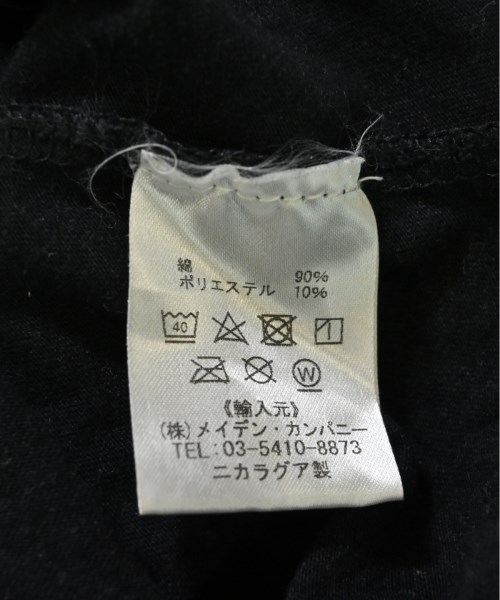 綿 90%
ポリエステル 10%
40
W
《輸入元》
(株)メイデン・カンパニー
TEL:03-5410-8873
ニカラグア製